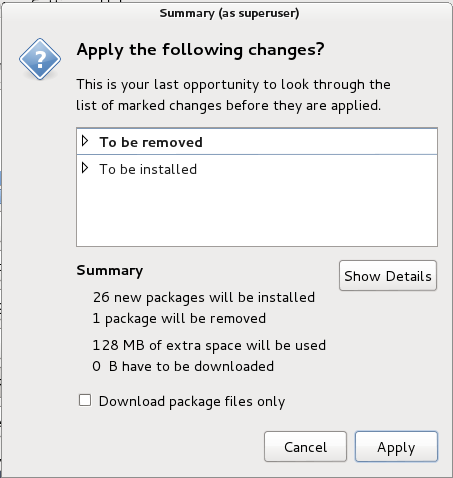 Summary (as superuser)
Apply the following changes?
This is your last opportunity to look through the
list of marked changes before they are applied.
To be removed
To be installed
Summary
Show Details
26 new packages will be installed
1 package will be removed
128 MB of extra space will be used
0 B have to be downloaded
Download package files only
Cancel
Apply